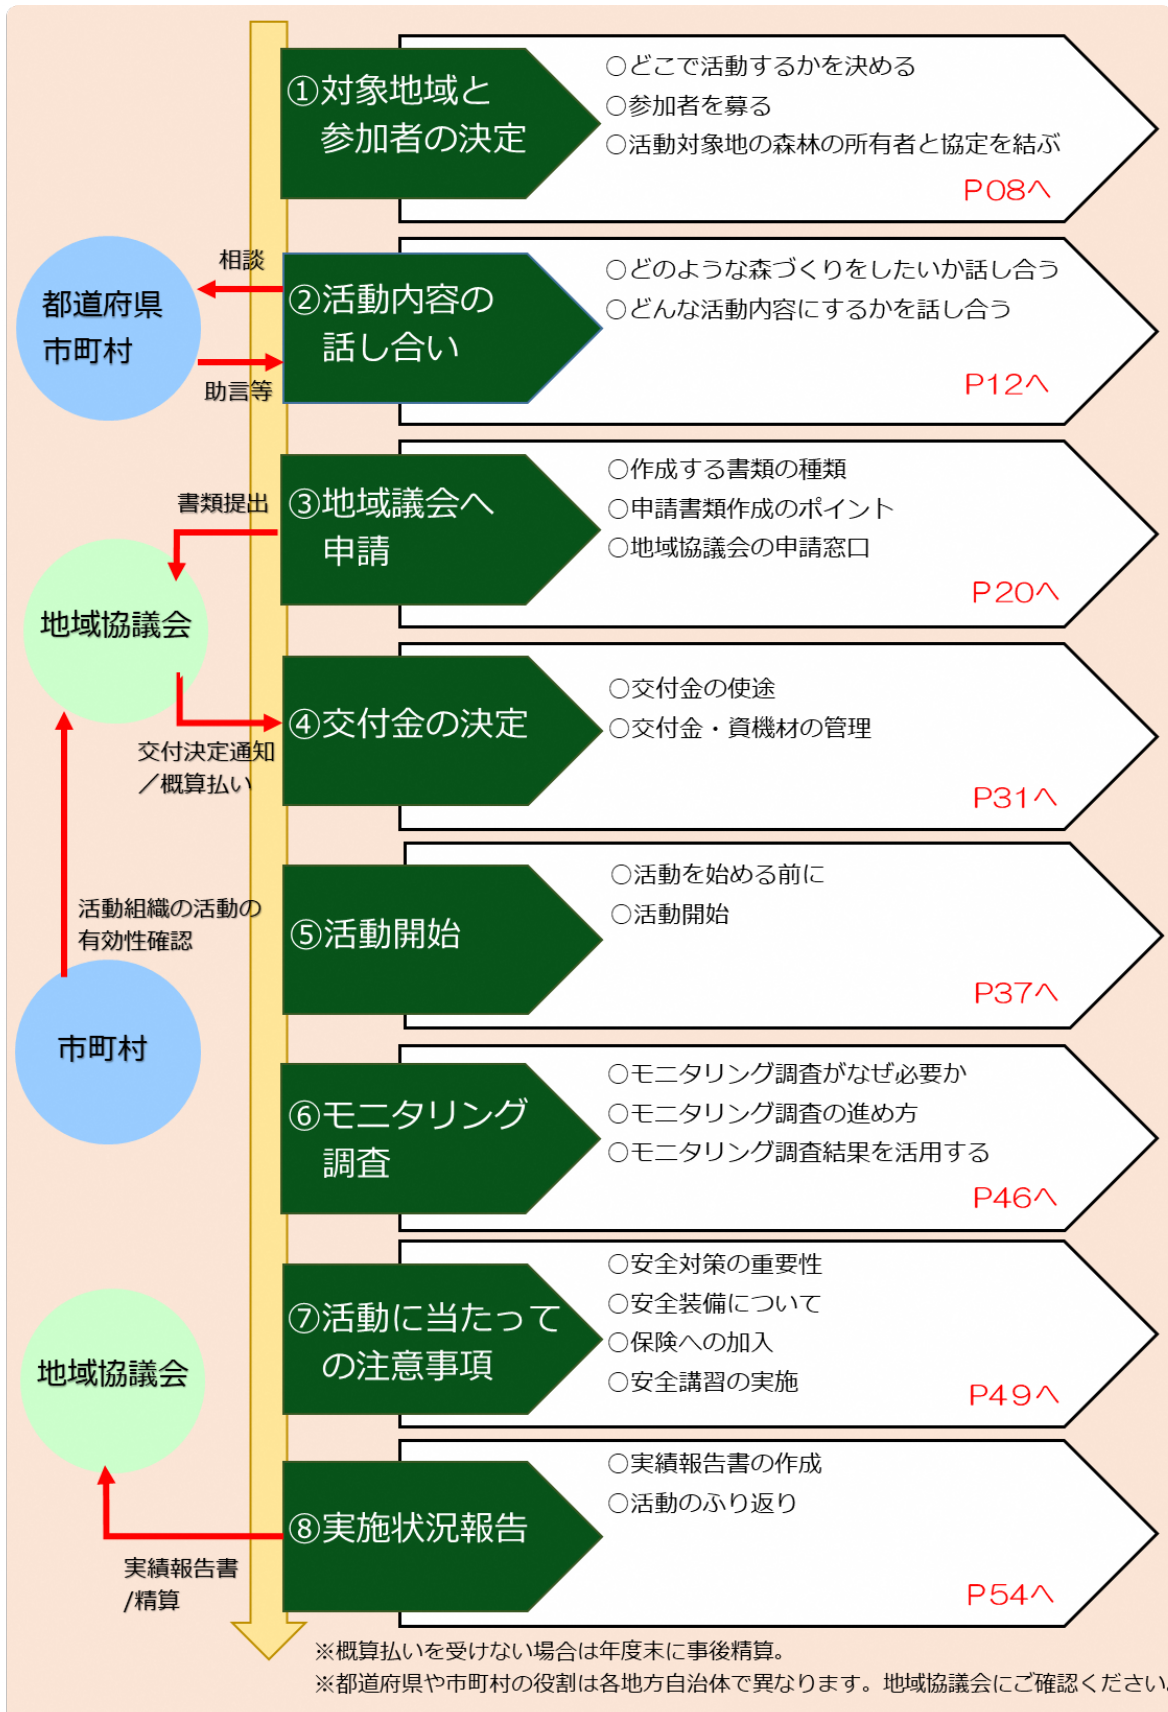 ①対象地域と
参加者の決定
○どこで活動するかを決める
○参加者を募る
○活動対象地の森林の所有者と協定を結ぶ
P08へ
相談
都道府県
市町村
助言等
②活動内容の
話し合い
○どのような森づくりをしたいか話し合う
○どんな活動内容にするかを話し合う
P12へ
書類提出
③地域議会へ
申請
○作成する書類の種類
○申請書類作成のポイント
○地域協議会の申請窓口
P20へ
地域協議会
④交付金の決定
○交付金の使途
○交付金・資機材の管理
P31へ
交付決定通知
／概算払い
⑤活動開始
○活動を始める前に
○活動開始
P37へ
活動組織の活動の
有効性確認
市町村
⑥モニタリング
調査
○モニタリング調査がなぜ必要か
○モニタリング調査の進め方
○モニタリング調査結果を活用する
P46へ
⑦活動に当たって
の注意事項
○安全対策の重要性
○安全装備について
○保険への加入
○安全講習の実施
P49へ
地域協議会
⑧実施状況報告
○実績報告書の作成
○活動のふり返り
P54へ
実績報告書
/精算
※概算払いを受けない場合は年度末に事後精算。
※都道府県や市町村の役割は各地方自治体で異なります。地域協議会にご確認ください。